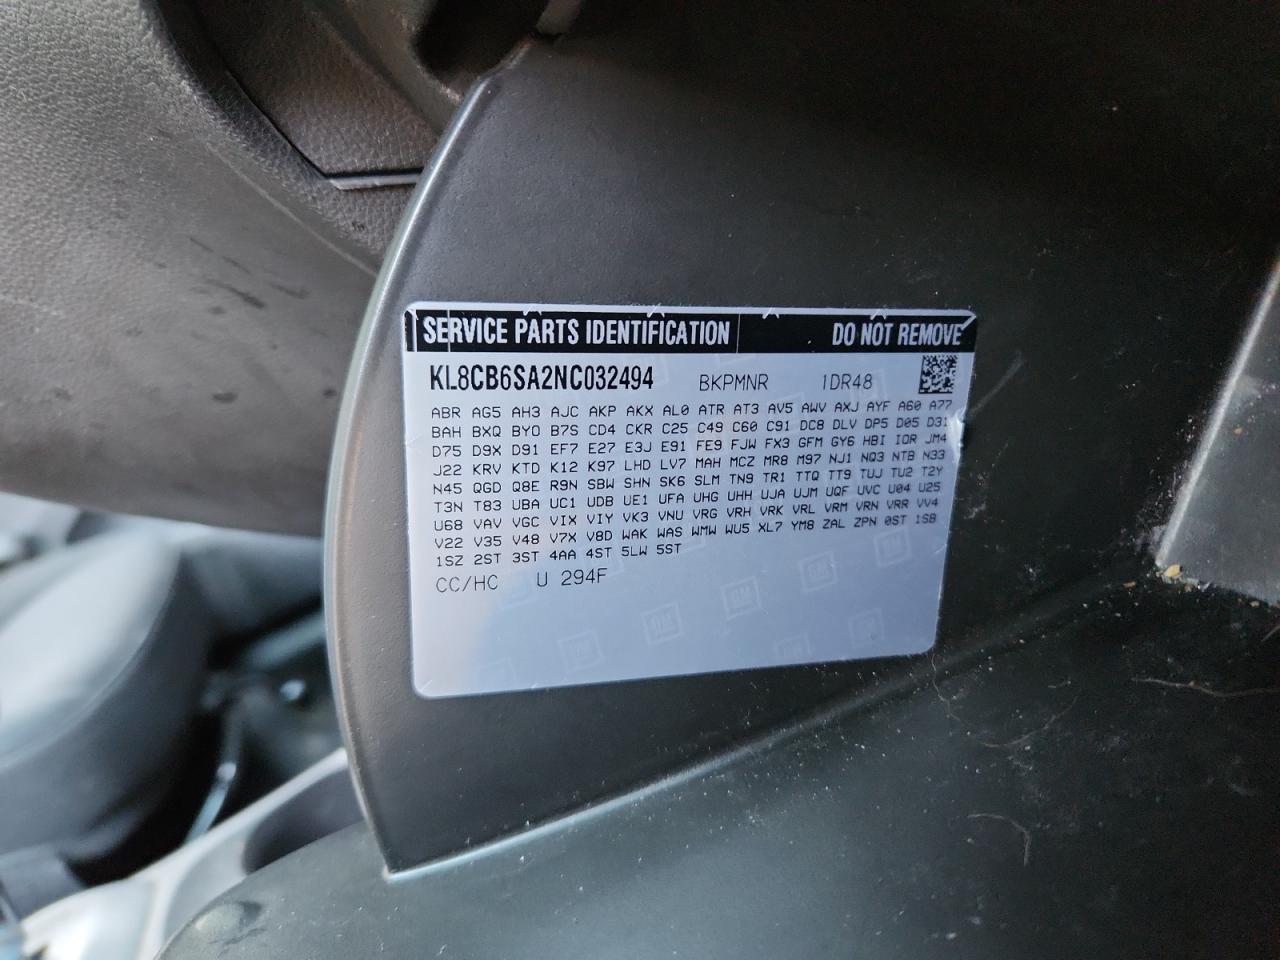 SERVICE PARTS IDENTIFICATION DO NOT REMOVE
KL8CB6SA2NC032494 BKPMNR 1DR48
ABR AG5 AH3 AJC AKP AKX AL0 ATR AT3 AV5 AWV AXJ AYF A60 A77
BAH BXQ BYO B7S CD4 CKR C25 C49 C60 C91 DC8 DLV DP5 D05 D31
D75 D9X D91 EF7 E27 E3J E91 FE9 FJW FX3 GFM GY6 HBI IOR JM4
J22 KRV KTD K12 K97 LHD LV7 MAH MCZ MR8 M97 NJ1 NQ3 NTB N33
N45 QGD Q8E R9N SBW SHN SK6 SLM TN9 TR1 TTQ TT9 TUJ TU2 T2Y
T3N T83 UBA UC1 UDB UE1 UFA UHG UHH UJA UJM UQF UVC U04 U25
U68 VAV VGC VIX VIY VK3 VNU VRG VRH VRK VRL VRM VRN VRR VV4
V22 V35 V48 V7X V8D WAK WAS WMW WU5 XL7 YM8 ZAL ZPN 0ST 1SB
1SZ 2ST 3ST 4AA 4ST 5LW 5ST
CC/HC U 294F
GM GM GM
GM GM GM